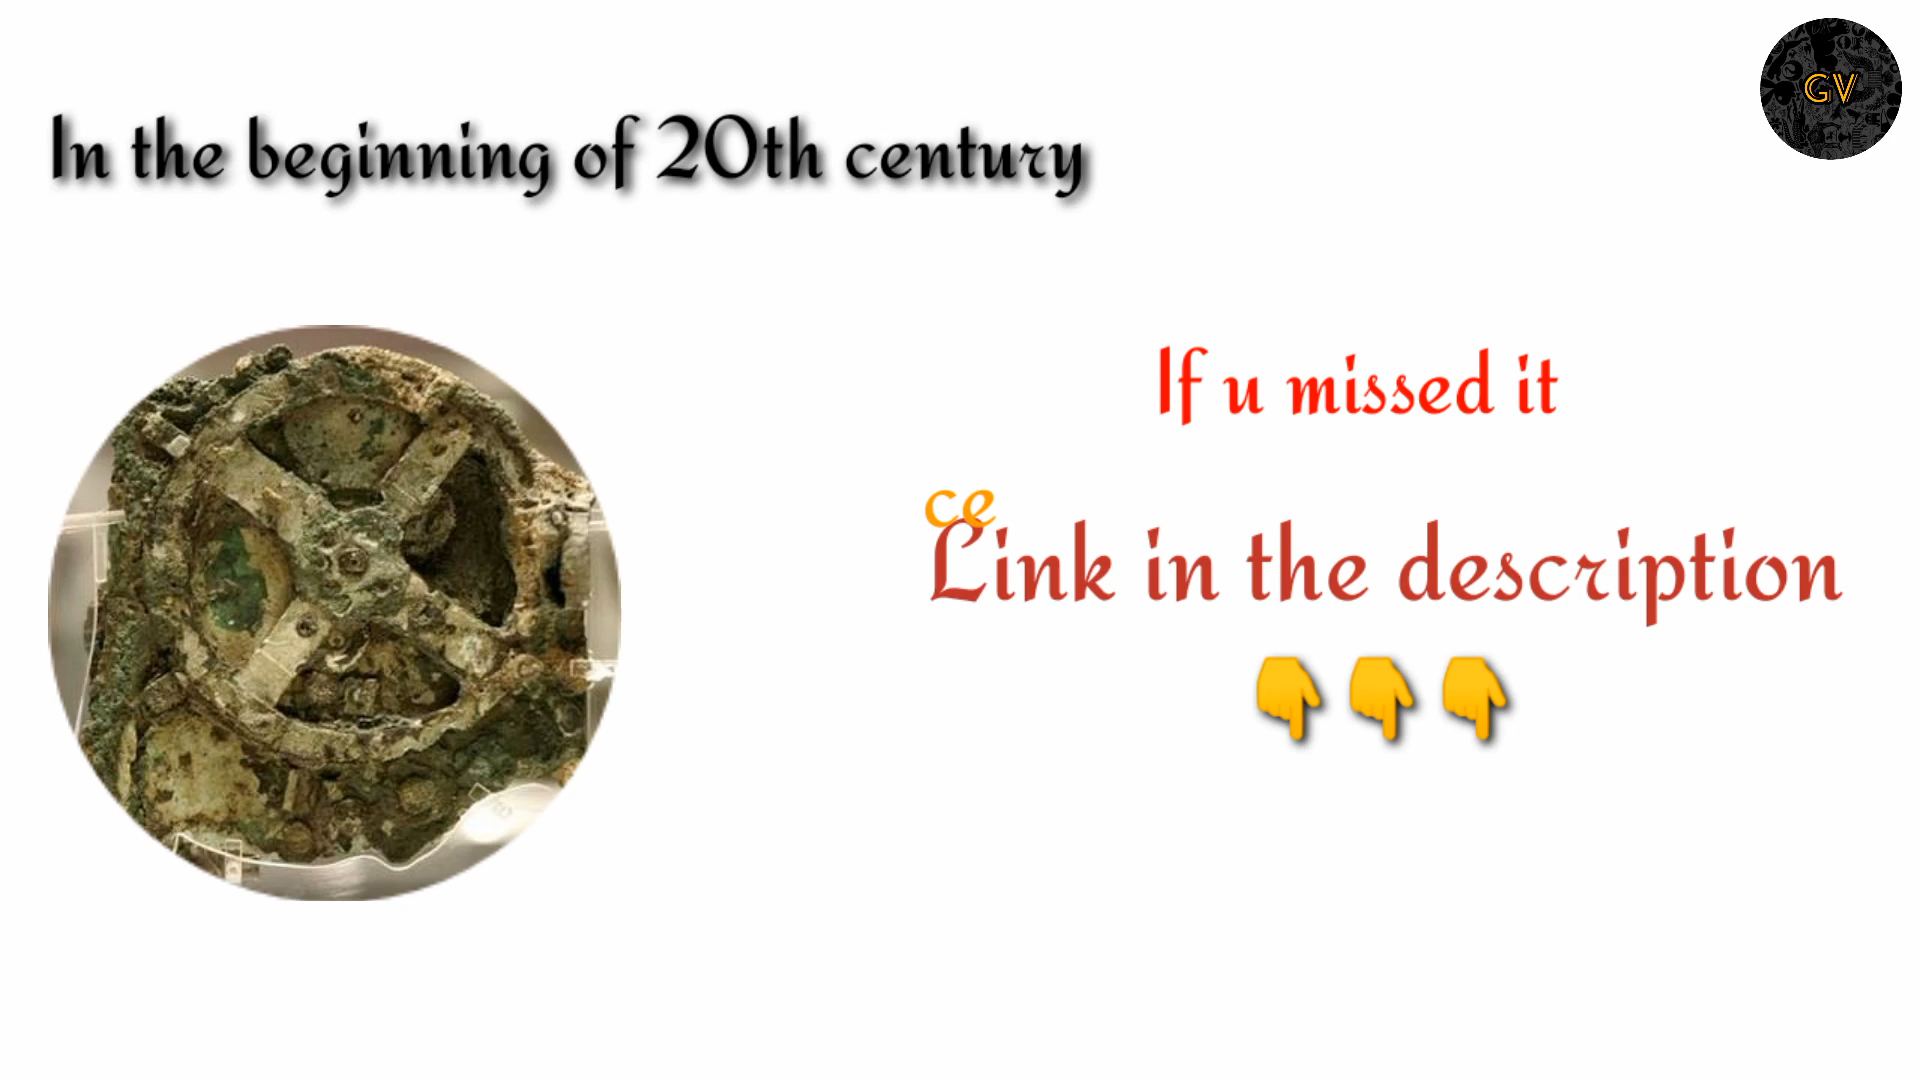 GV
In the beginning of 20th century
If u missed it
ce
Link in the description